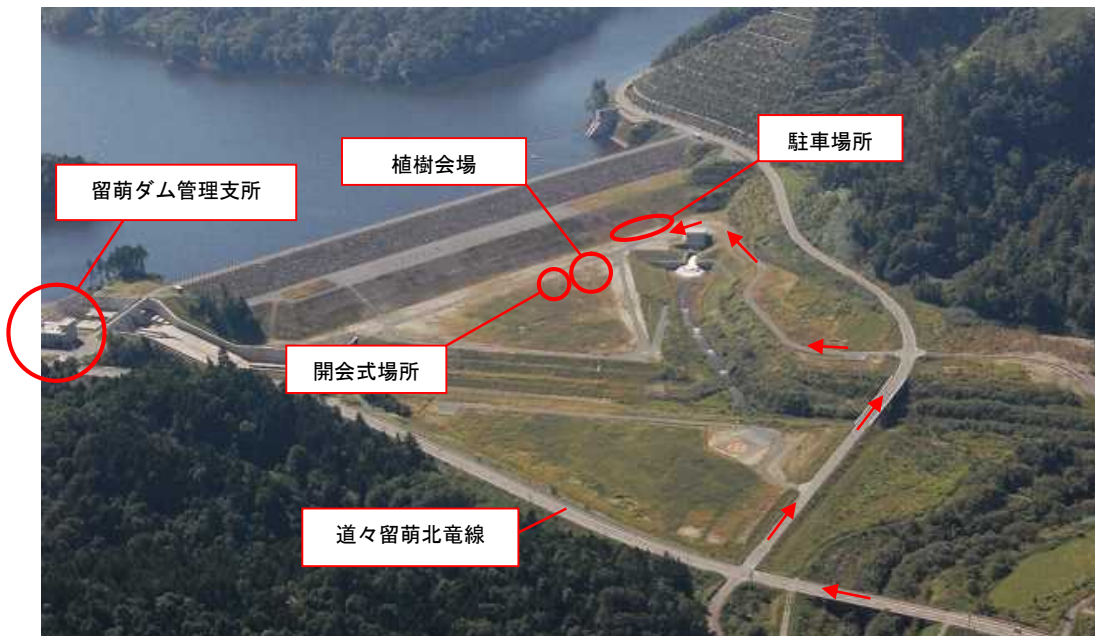 駐車場所
植樹会場
留萌ダム管理支所
開会式場所
道々留萌北竜線